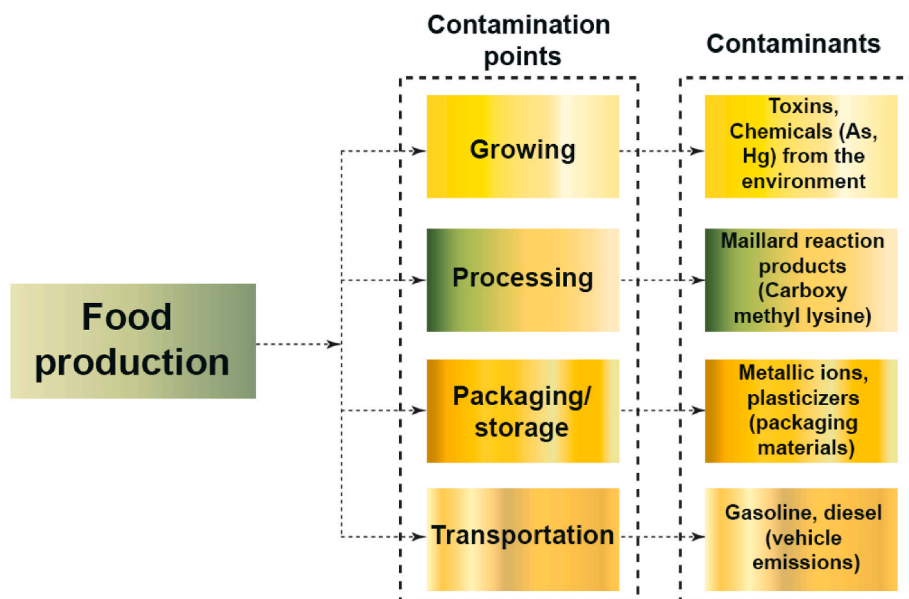 Contamination
points
Contaminants
Food
production
Growing
Toxins,
Chemicals (As,
Hg) from the
environment
Processing
Maillard reaction
products
(Carboxy
methyl lysine)
Packaging/
storage
Metallic ions,
plasticizers
(packaging
materials)
Transportation
Gasoline, diesel
(vehicle
emissions)